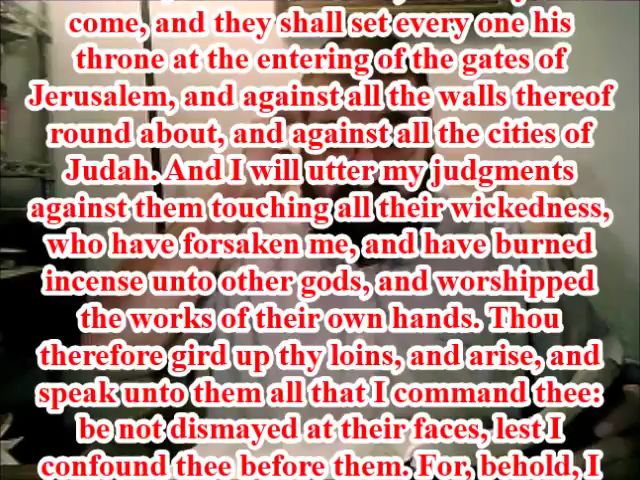 come, and they shall set every one his
throne at the entering of the gates of
Jerusalem, and against all the walls thereof
round about, and against all the cities of
Judah. And I will utter my judgments
against them touching all their wickedness,
who have forsaken me, and have burned
incense unto other gods, and worshipped
the works of their own hands. Thou
therefore gird up thy loins, and arise, and
speak unto them all that I command thee:
be not dismayed at their faces, lest I
confound thee before them. For, behold, I